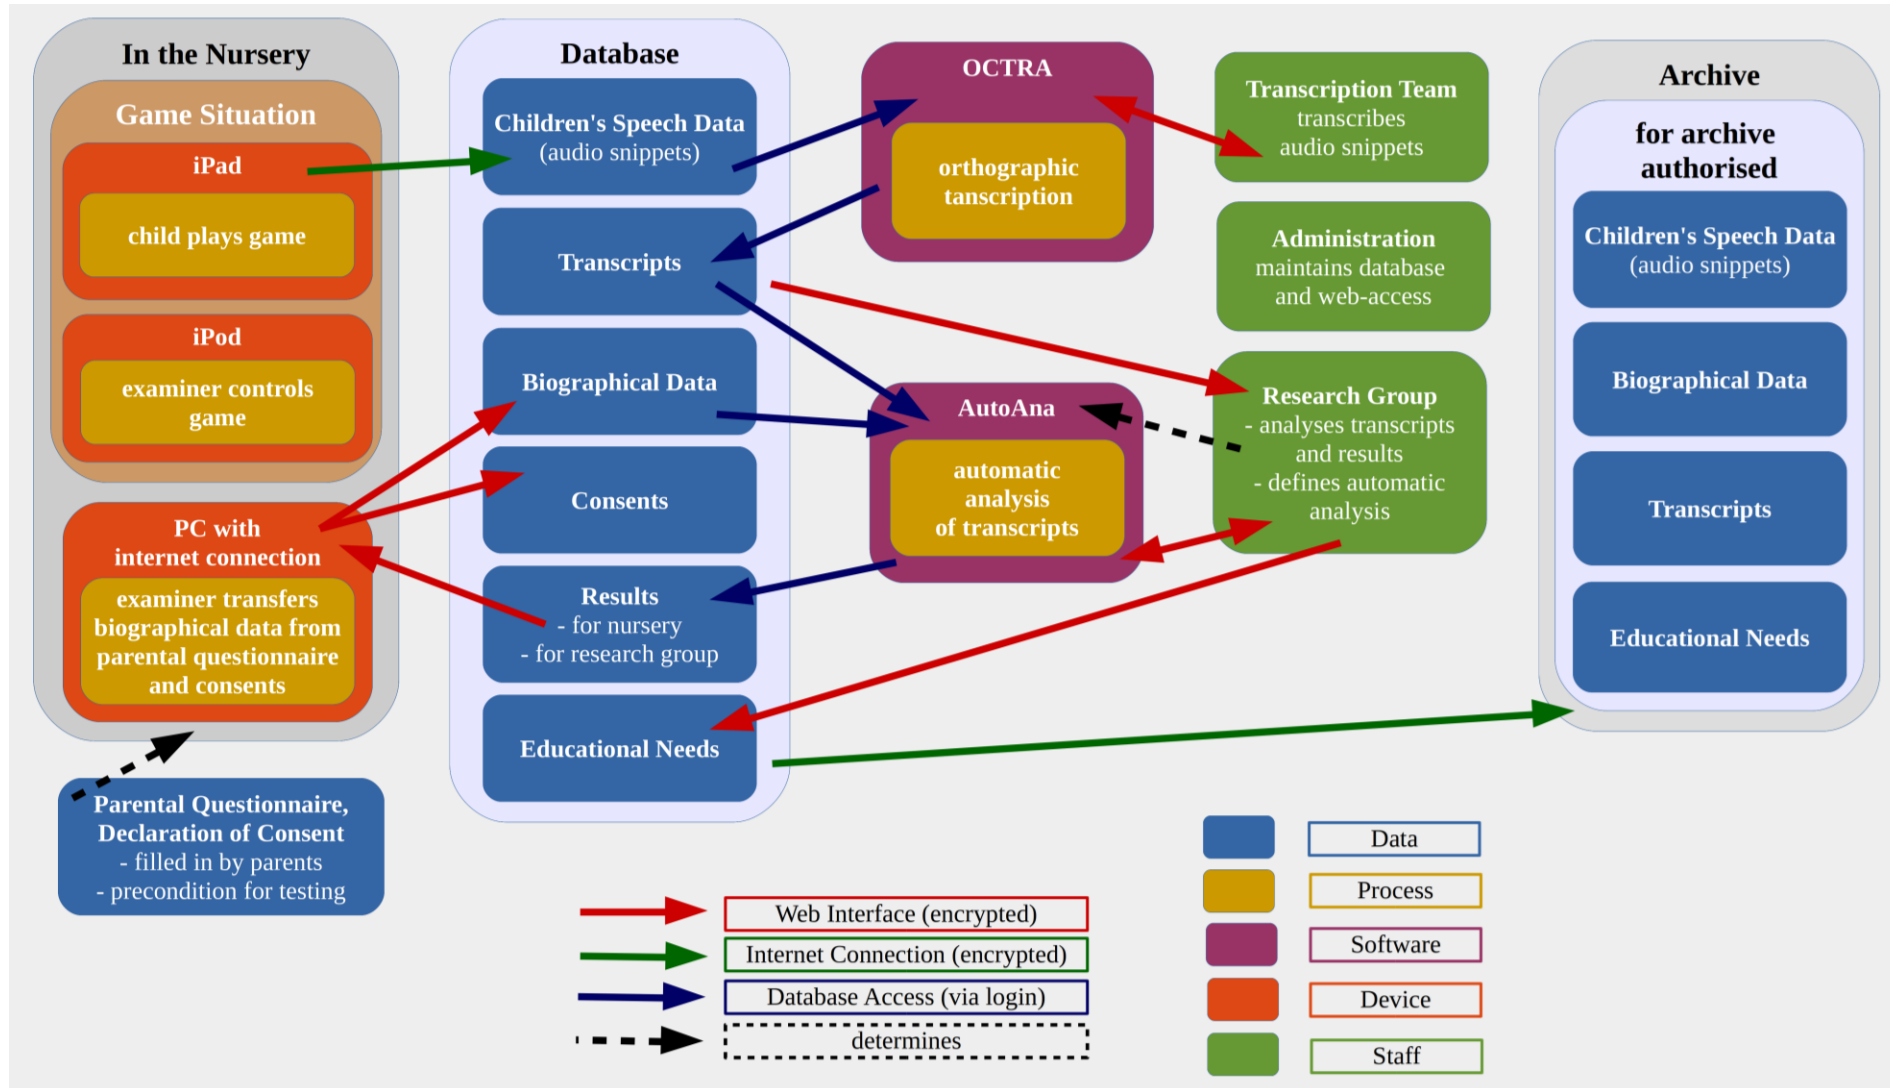 In the Nursery
Game Situation
iPad
child plays game
iPod
examiner controls
game
PC with
internet connection
examiner transfers
biographical data from
parental questionnaire
and consents
Parental Questionnaire,
Declaration of Consent
- filled in by parents
- precondition for testing
Database
Children's Speech Data
(audio snippets)
Transcripts
Biographical Data
Consents
Results
- for nursery
- for research group
Educational Needs
OCTRA
orthographic
tanscription
AutoAna
automatic
analysis
of transcripts
Transcription Team
transcribes
audio snippets
Administration
maintains database
and web-access
Research Group
- analyses transcripts
and results
- defines automatic
analysis
Archive
for archive
authorised
Children's Speech Data
(audio snippets)
Biographical Data
Transcripts
Educational Needs
Web Interface (encrypted)
Internet Connection (encrypted)
Database Access (via login)
determines
Data
Process
Software
Device
Staff